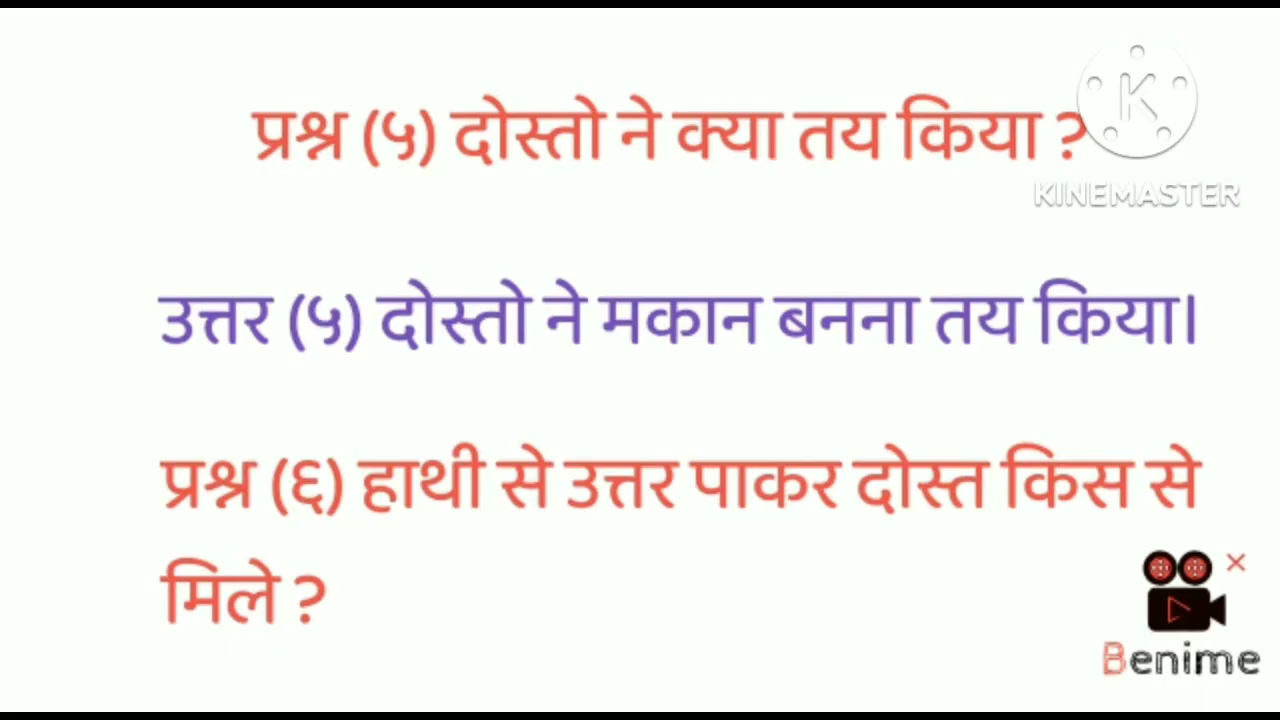 प्रश्न (५) दोस्तो ने क्या तय किया ?
KINEMASTER
उत्तर (५) दोस्तो ने मकान बनना तय किया।
प्रश्न (६) हाथी से उत्तर पाकर दोस्त किस से
मिले ?
Benime